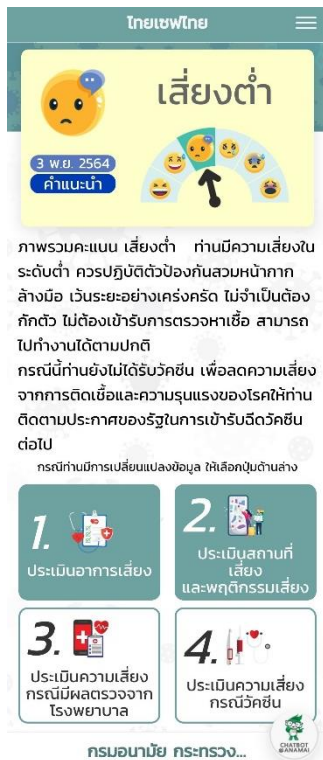 ไทยเซฟไทย
เสี่ยงต่ำ
3 พ.ย. 2564
คำแนะนำ
ภาพรวมคะแนน เสี่ยงต่ำ ท่านมีความเสี่ยงใน
ระดับต่ำ ควรปฏิบัติตัวป้องกันสวมหน้ากาก
ล้างมือ เว้นระยะอย่างเคร่งครัด ไม่จำเป็นต้อง
กักตัว ไม่ต้องเข้ารับการตรวจหาเชื้อ สามารถ
ไปทำงานได้ตามปกติ
กรณีนี้ท่านยังไม่ได้รับวัคซีน เพื่อลดความเสี่ยง
จากการติดเชื้อและความรุนแรงของโรคให้ท่าน
ติดตามประกาศของรัฐในการเข้ารับฉีดวัคซีน
ต่อไป
กรณีท่านมีการเปลี่ยนแปลงข้อมูล ให้เลือกปุ่มด้านล่าง
1.
ประเมินอาการเสี่ยง
2.
ประเมินสถานที่
เสี่ยง
และพฤติกรรมเสี่ยง
3.
ประเมินความเสี่ยง
กรณีมีผลตรวจจาก
โรงพยาบาล
4.
ประเมินความเสี่ยง
กรณีวัคซีน
CHATBOT
@ANAMAI
กรมอนามัย กระทรวง...